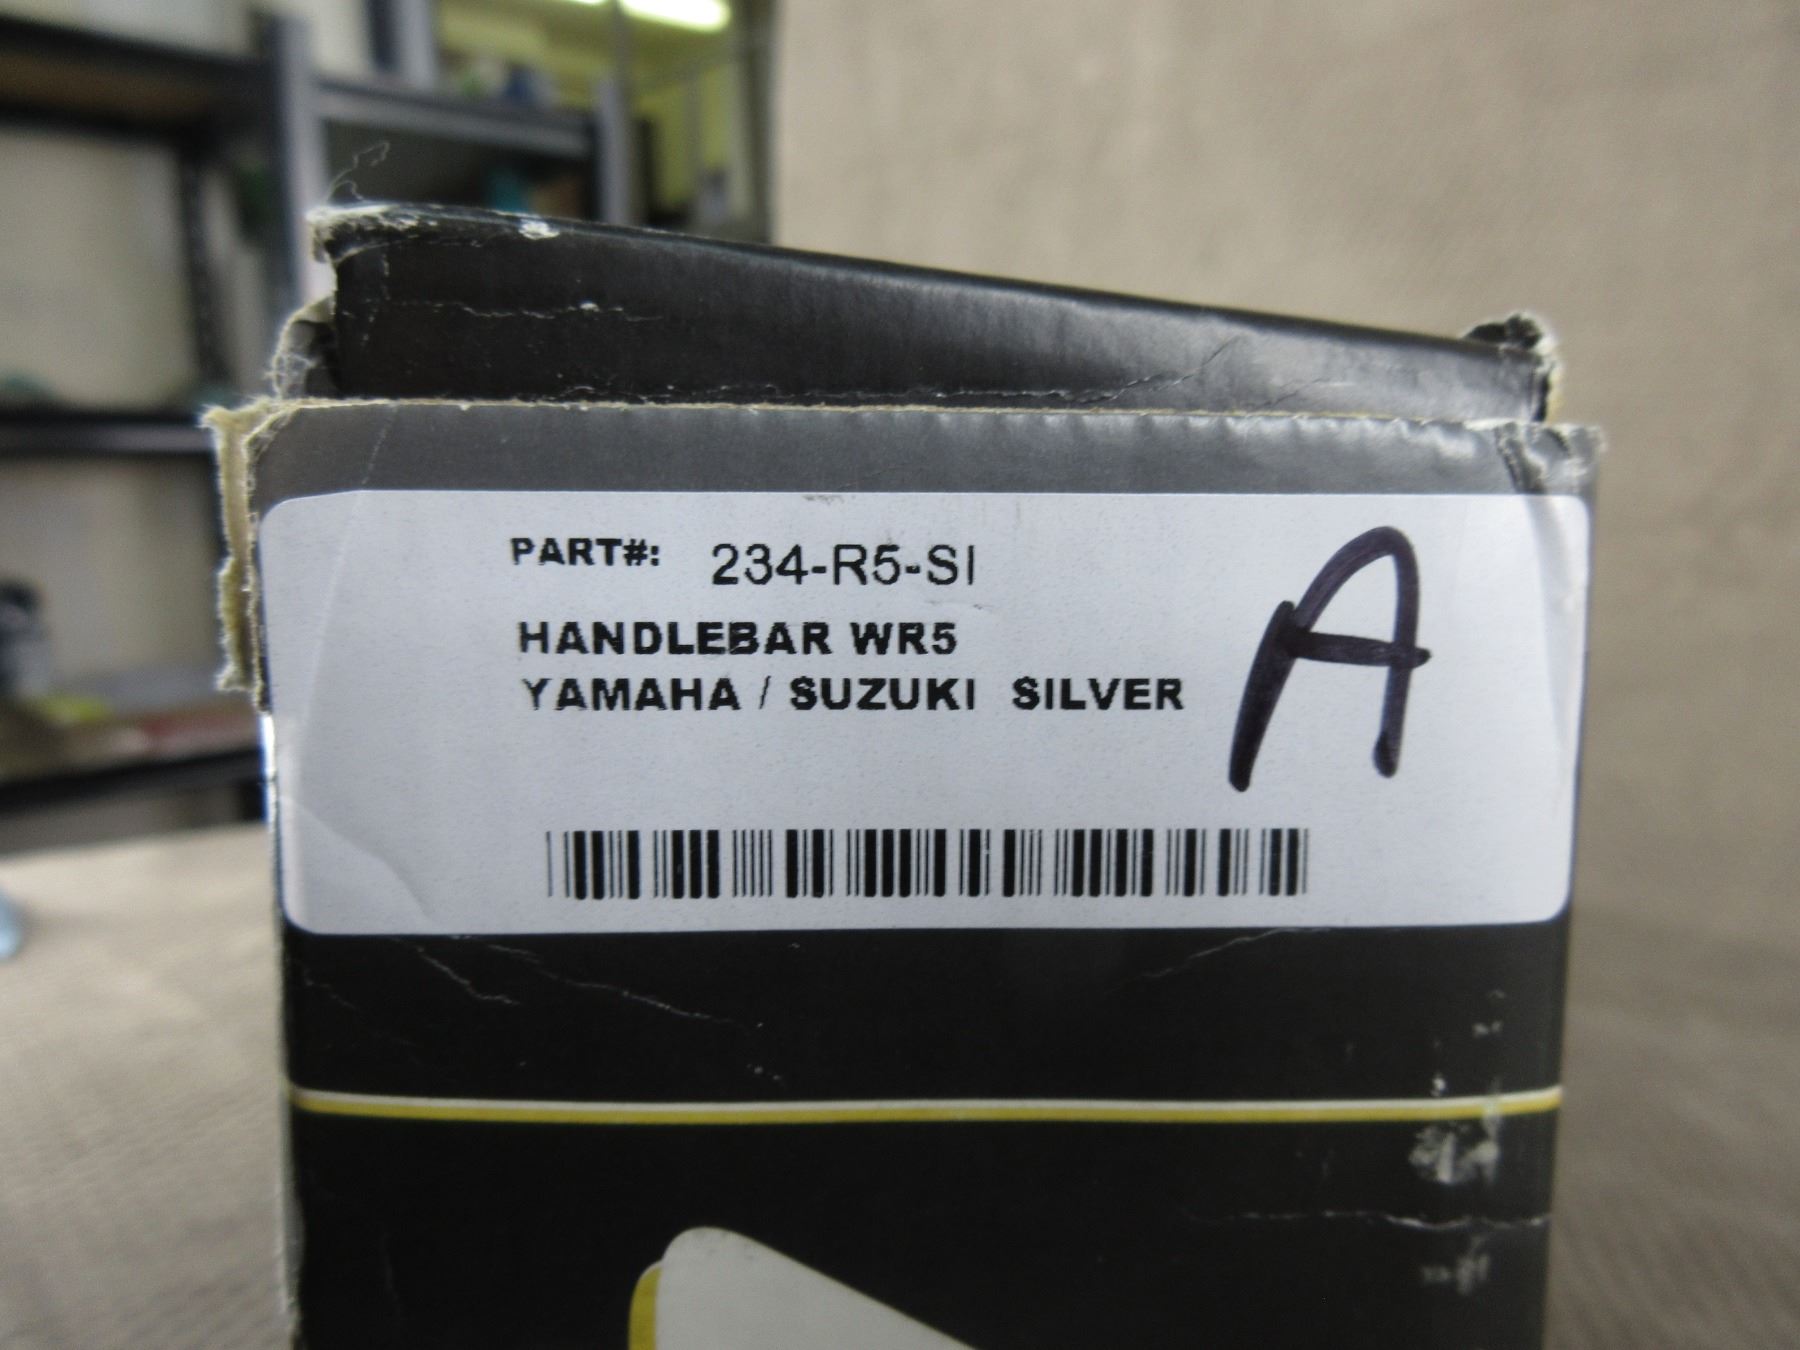 PART#: 234-R5-SI
HANDLEBAR WR5
YAMAHA / SUZUKI SILVER
A